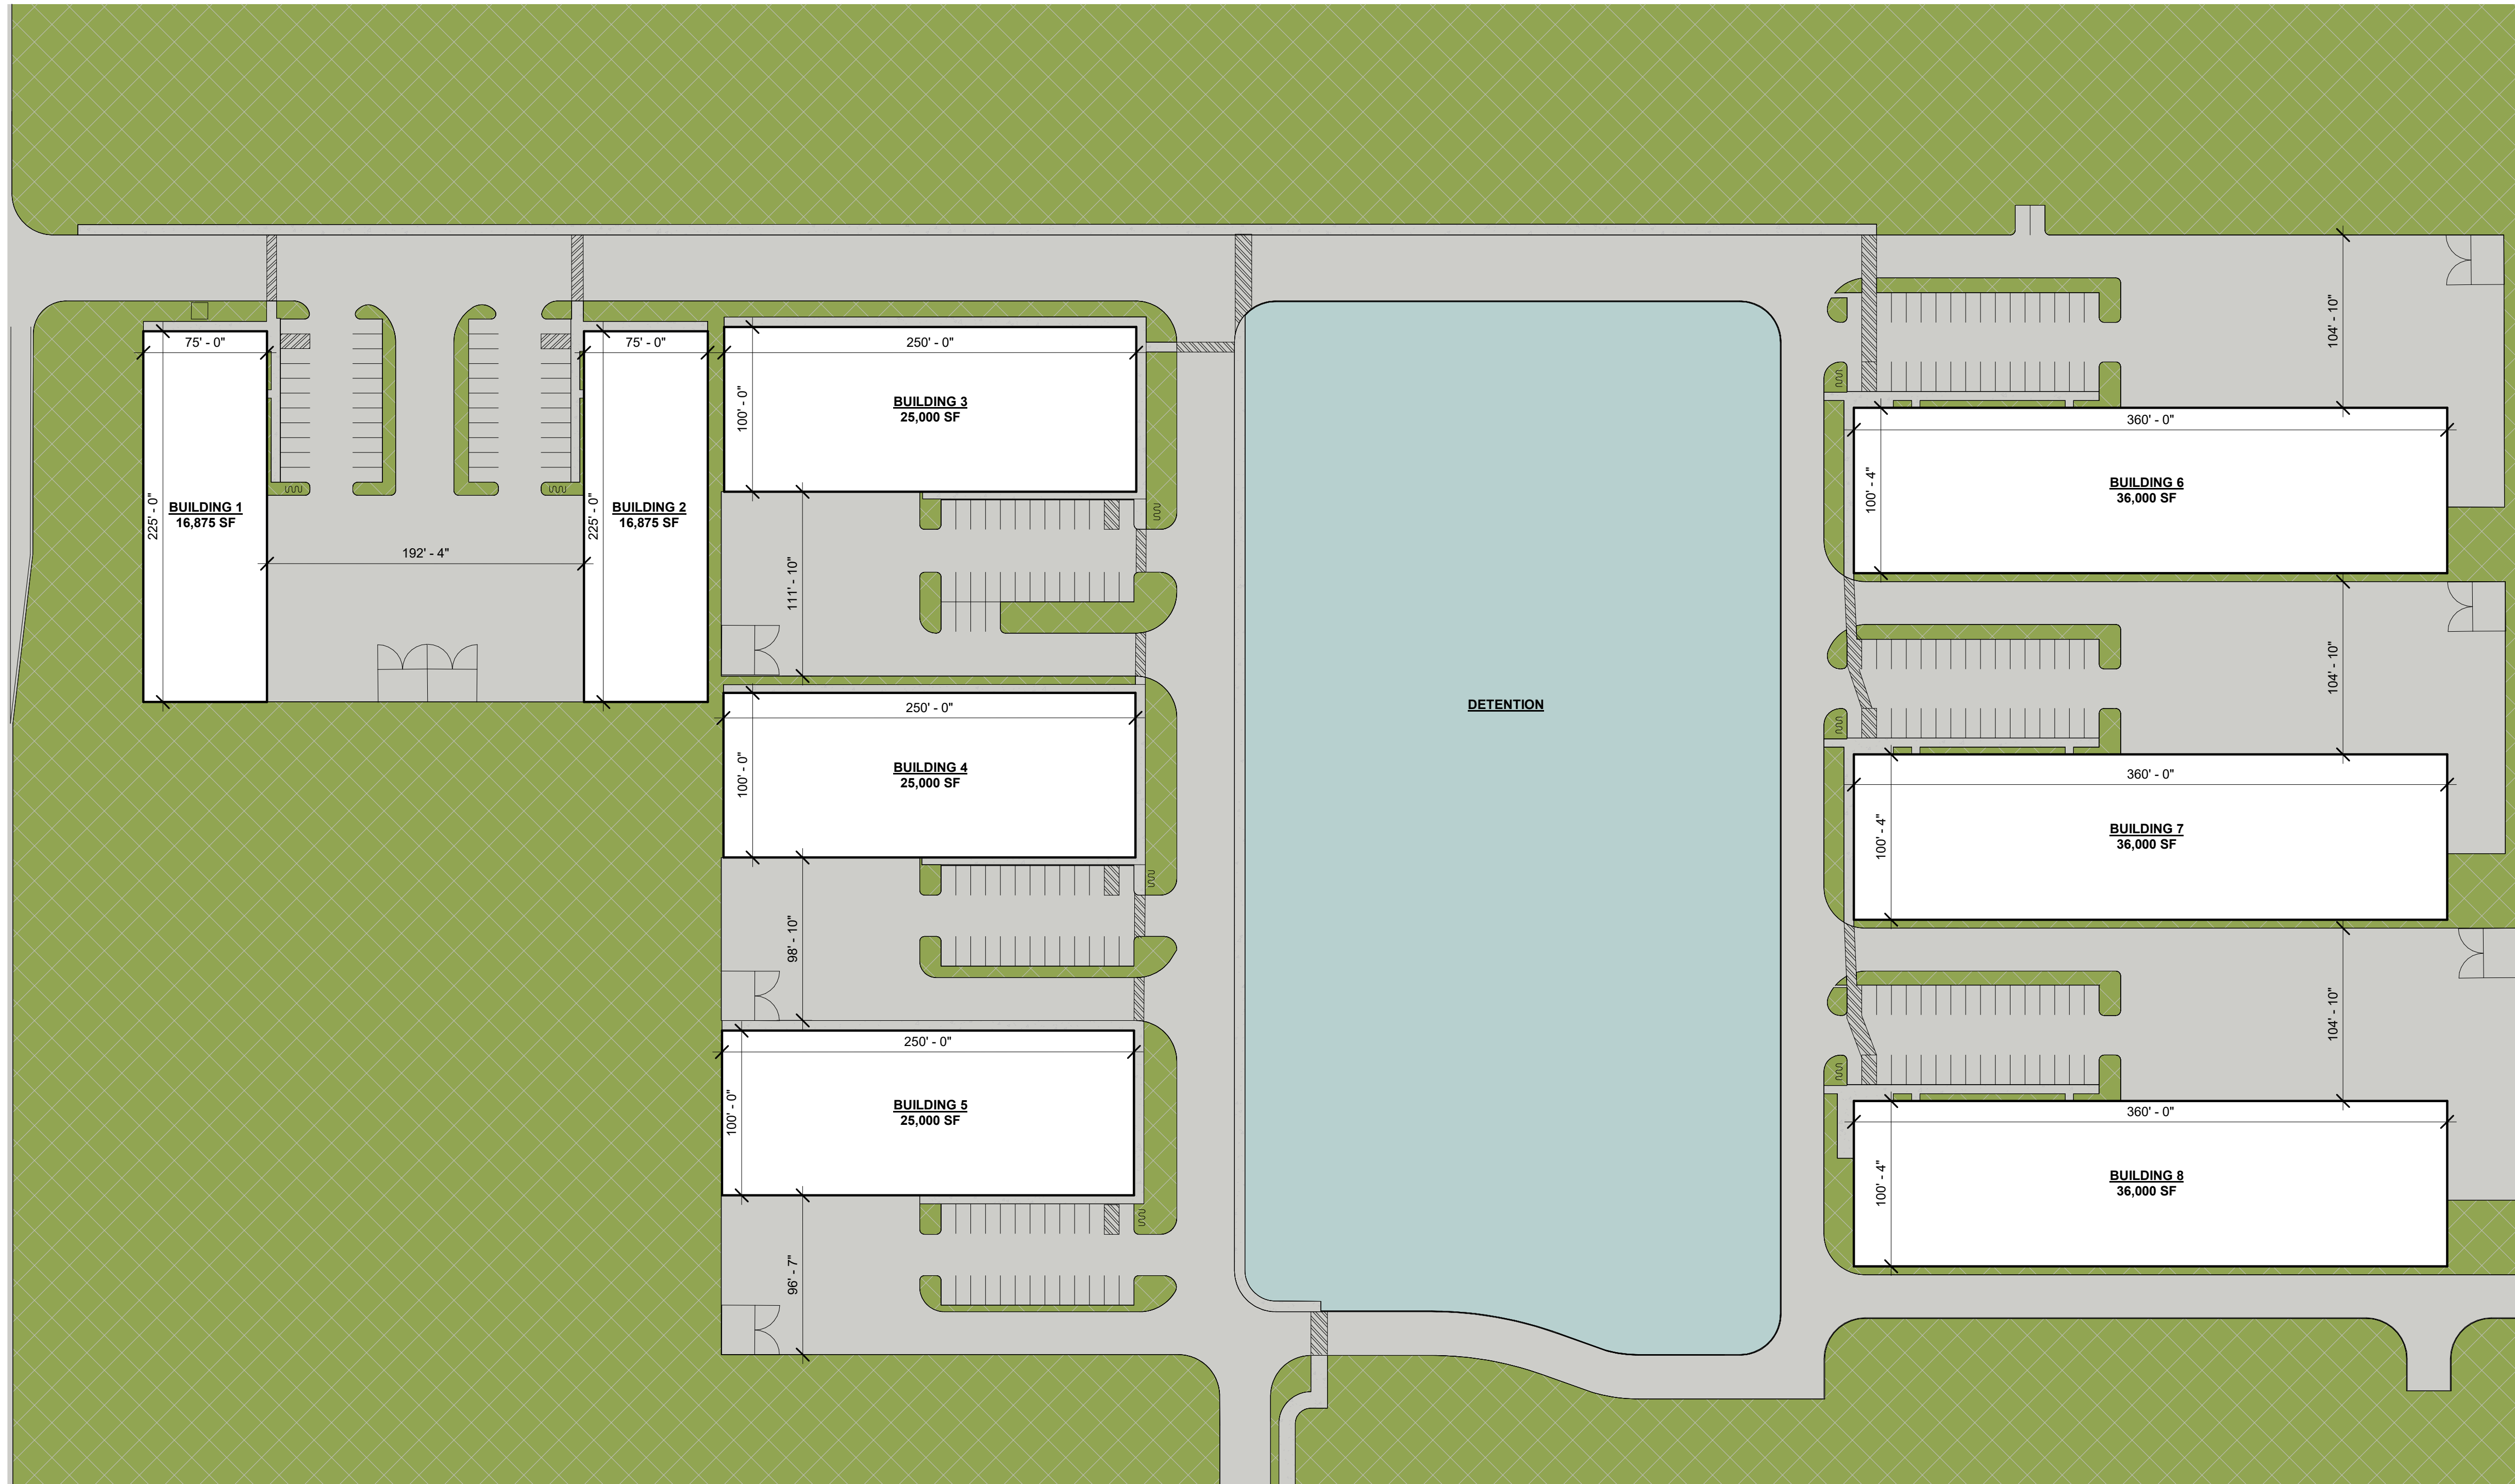 75' - 0"
225' - 0"
BUILDING 1
16,875 SF
192' - 4"
75' - 0"
225' - 0"
BUILDING 2
16,875 SF
250' - 0"
100' - 0"
BUILDING 3
25,000 SF
111' - 10"
250' - 0"
100' - 0"
BUILDING 4
25,000 SF
98' - 10"
250' - 0"
100' - 0"
BUILDING 5
25,000 SF
96' - 7"
DETENTION
104' - 10"
360' - 0"
100' - 4"
BUILDING 6
36,000 SF
104' - 10"
360' - 0"
100' - 4"
BUILDING 7
36,000 SF
104' - 10"
360' - 0"
100' - 4"
BUILDING 8
36,000 SF